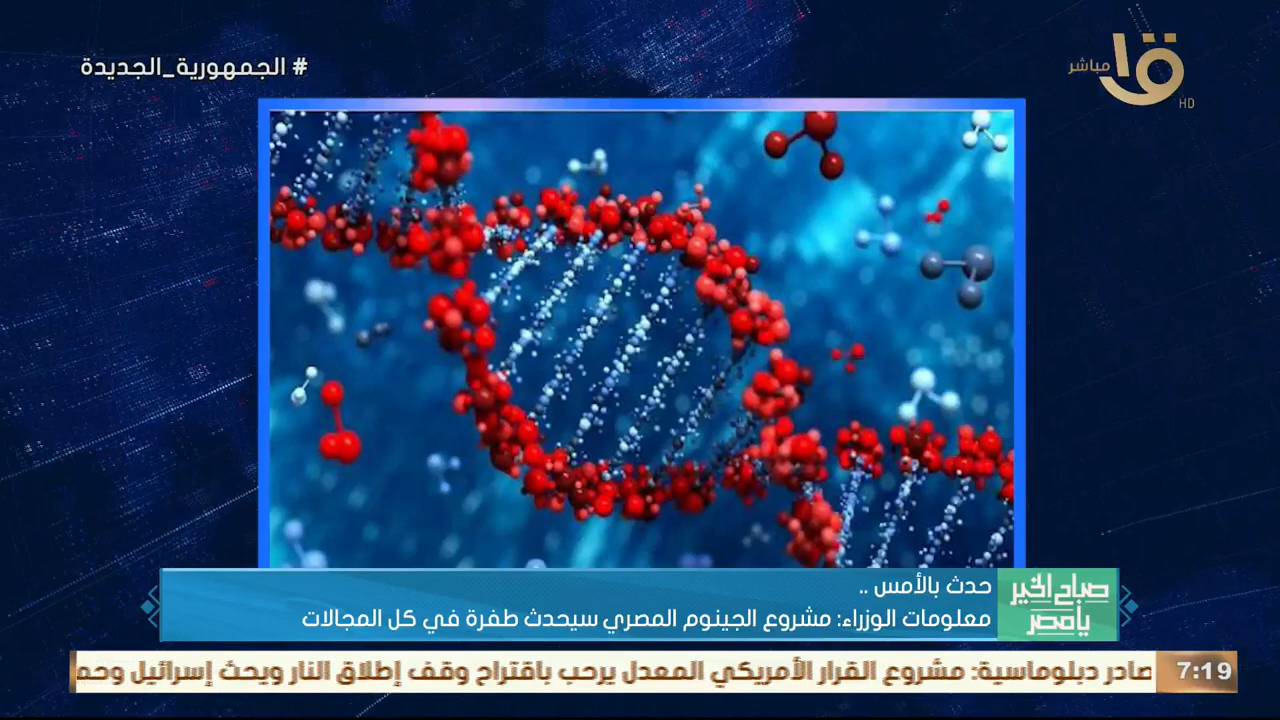 # الجمهورية_الجديدة
مباشر
HD
حدث بالأمس ..
معلومات الوزراء: مشروع الجينوم المصري سيحدث طفرة في كل المجالات
صباح الخير
يا مصر
صادر دبلوماسية: مشروع القرار الأمريكي المعدل يرحب باقتراح وقف إطلاق النار ويحث إسرائيل وحم
7:19